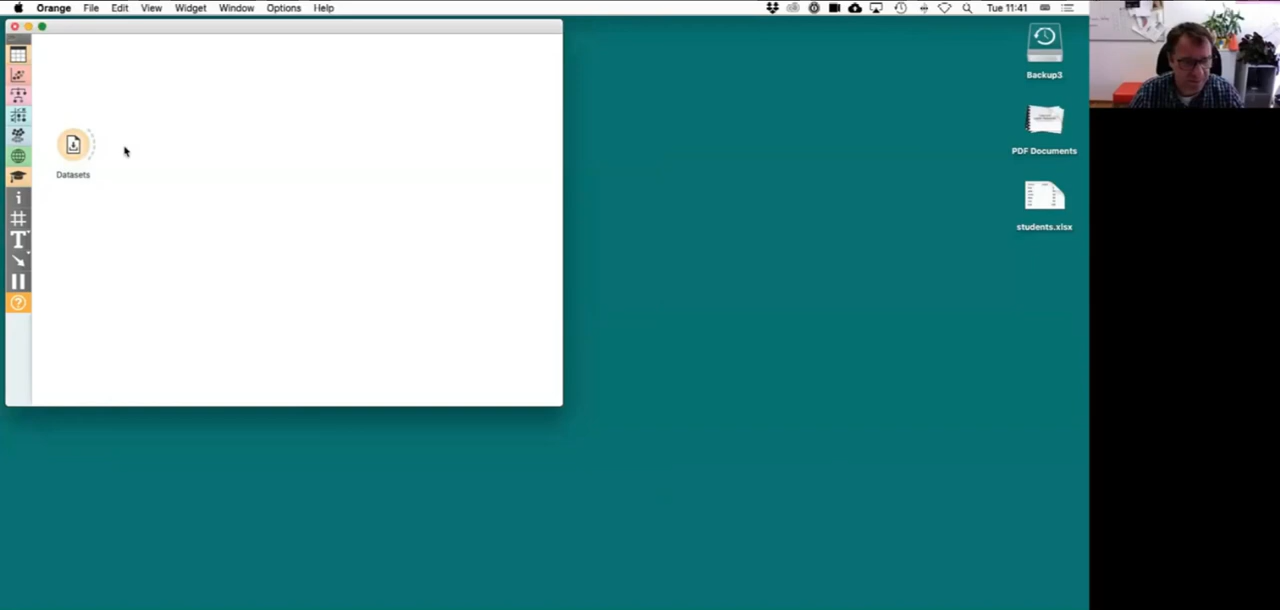 Orange File Edit View Widget Window Options Help Tue 11:41
Backup3
PDF Documents
students.xlsx
Datasets